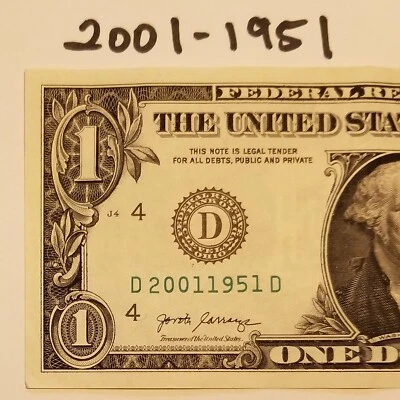 2001-1951
FEDERAL RE
THE UNITED STA
THIS NOTE IS LEGAL TENDER
FOR ALL DEBTS, PUBLIC AND PRIVATE
1
J4 4
D
D 20011951 D
4
Treasurer of the United States.
1
ONE D
WAS